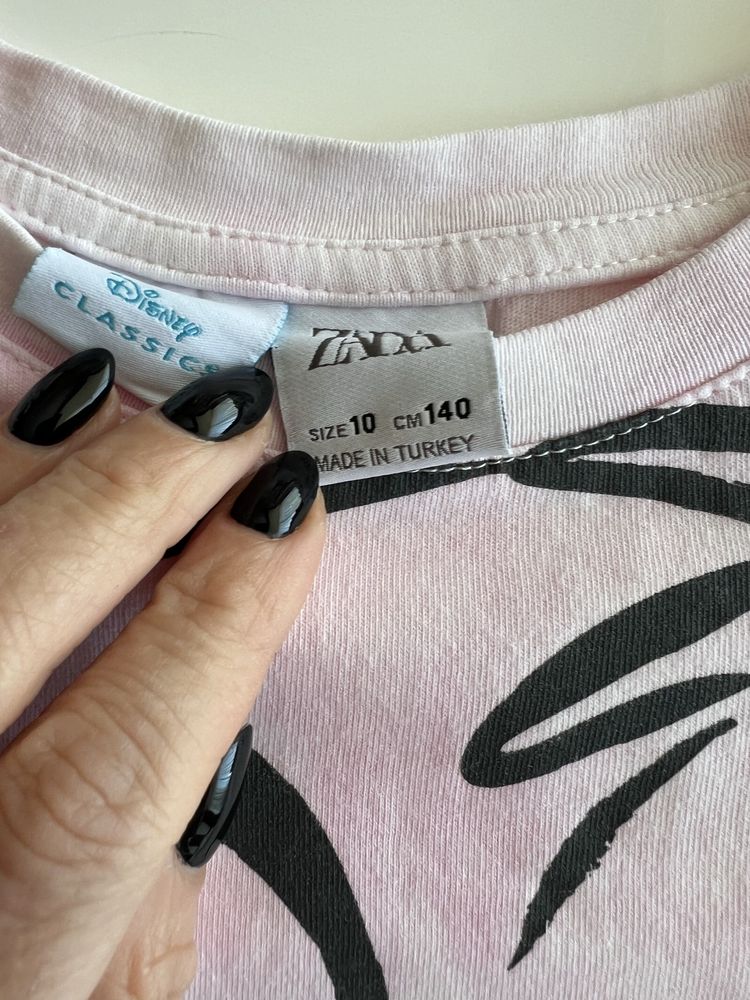 Disney
CLASSICS
ZARA
SIZE 10 CM 140
MADE IN TURKEY